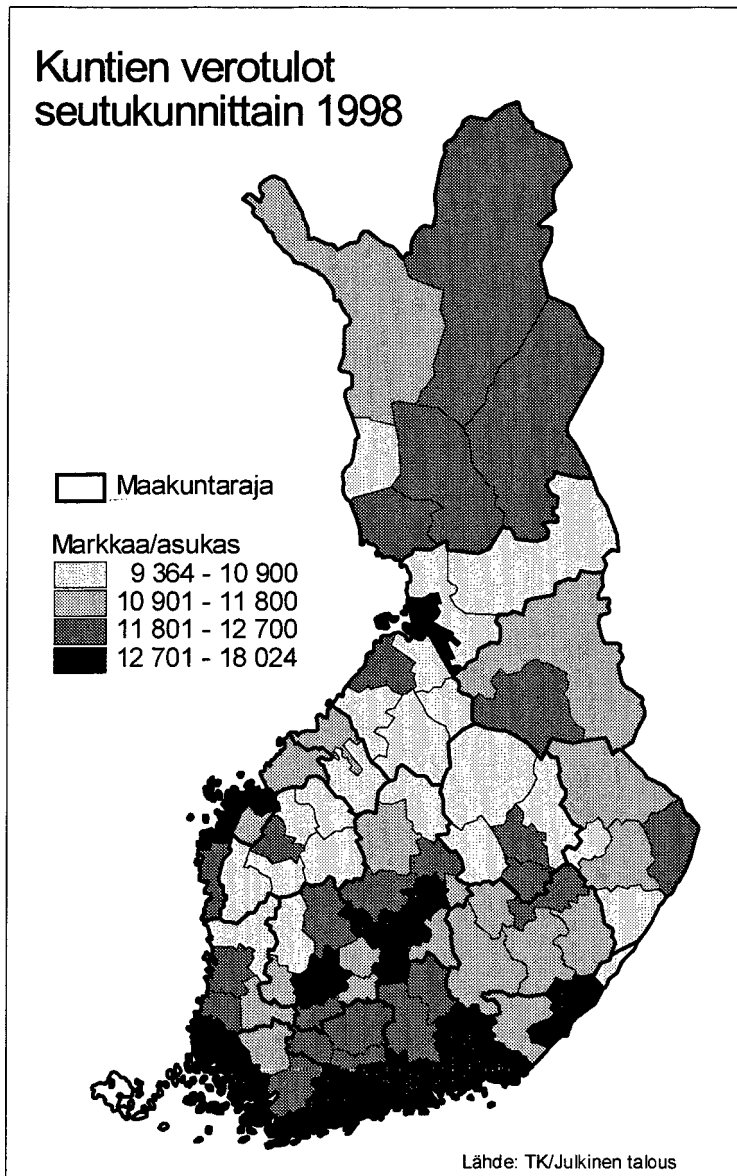 Kuntien verotulot
seutukunnittain 1998
Maakuntaraja
Markkaa/asukas
9 364 - 10 900
10 901 - 11 800
11 801 - 12 700
12 701 - 18 024
Lähde: TK/Julkinen talous